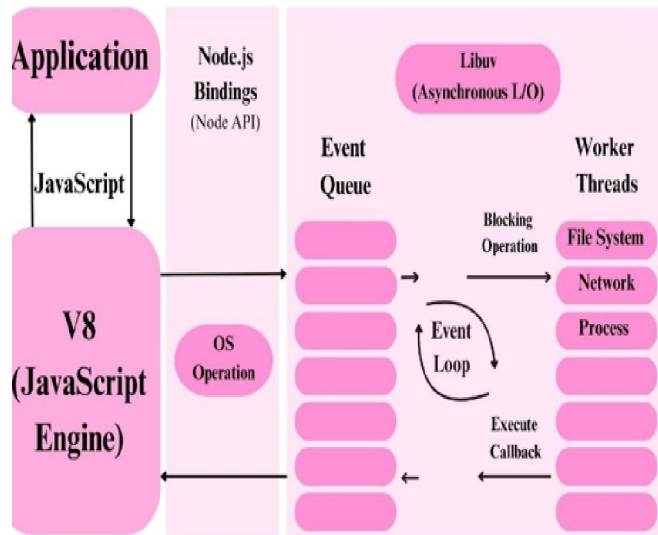 Application
JavaScript
V8
(JavaScript
Engine)
Node.js
Bindings
(Node API)
OS
Operation
Libuv
(Asynchronous L/O)
Event
Queue
Blocking
Operation
Event
Loop
Execute
Callback
Worker
Threads
File System
Network
Process